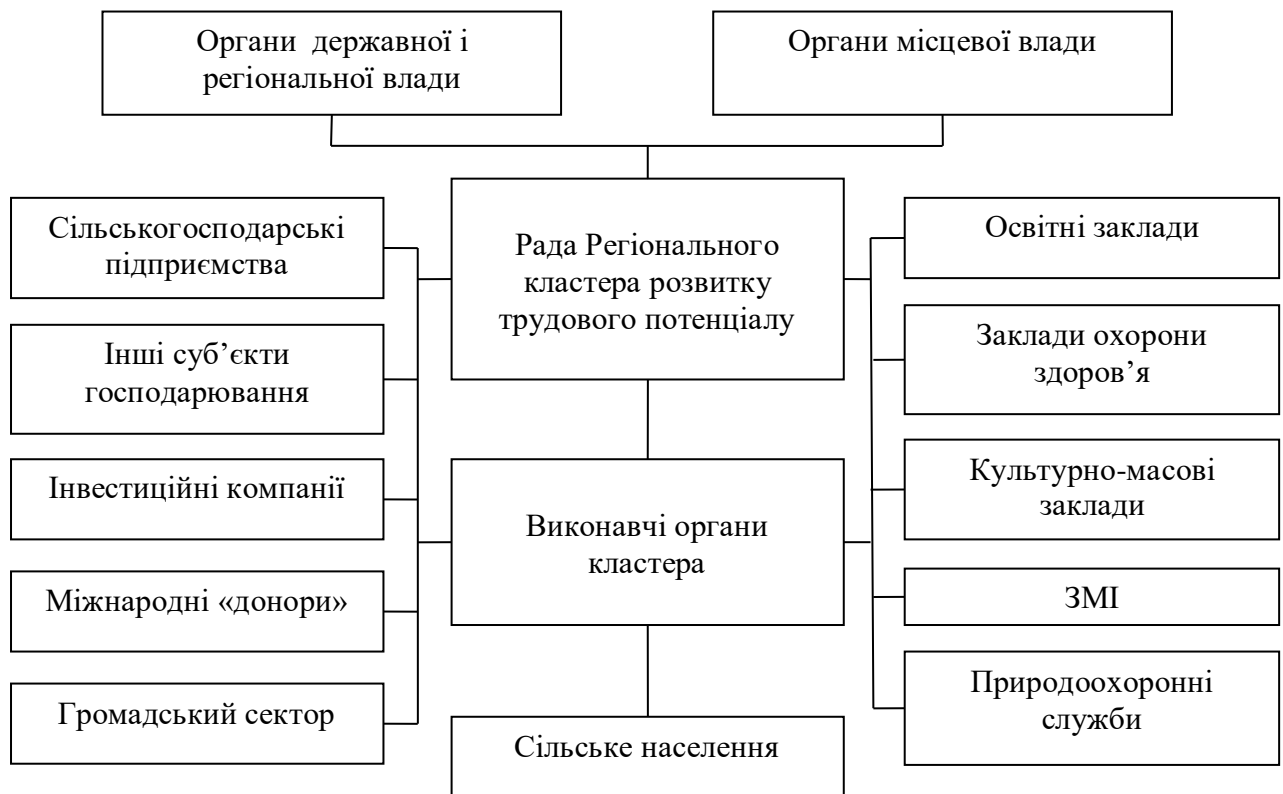 Органи державної і
регіональної влади
Органи місцевої влади
Сільськогосподарські
підприємства
Інші суб’єкти
господарювання
Інвестиційні компанії
Міжнародні «донори»
Громадський сектор
Рада Регіонального
кластера розвитку
трудового потенціалу
Виконавчі органи
кластера
Сільське населення
Освітні заклади
Заклади охорони
здоров’я
Культурно-масові
заклади
ЗМІ
Природоохоронні
служби